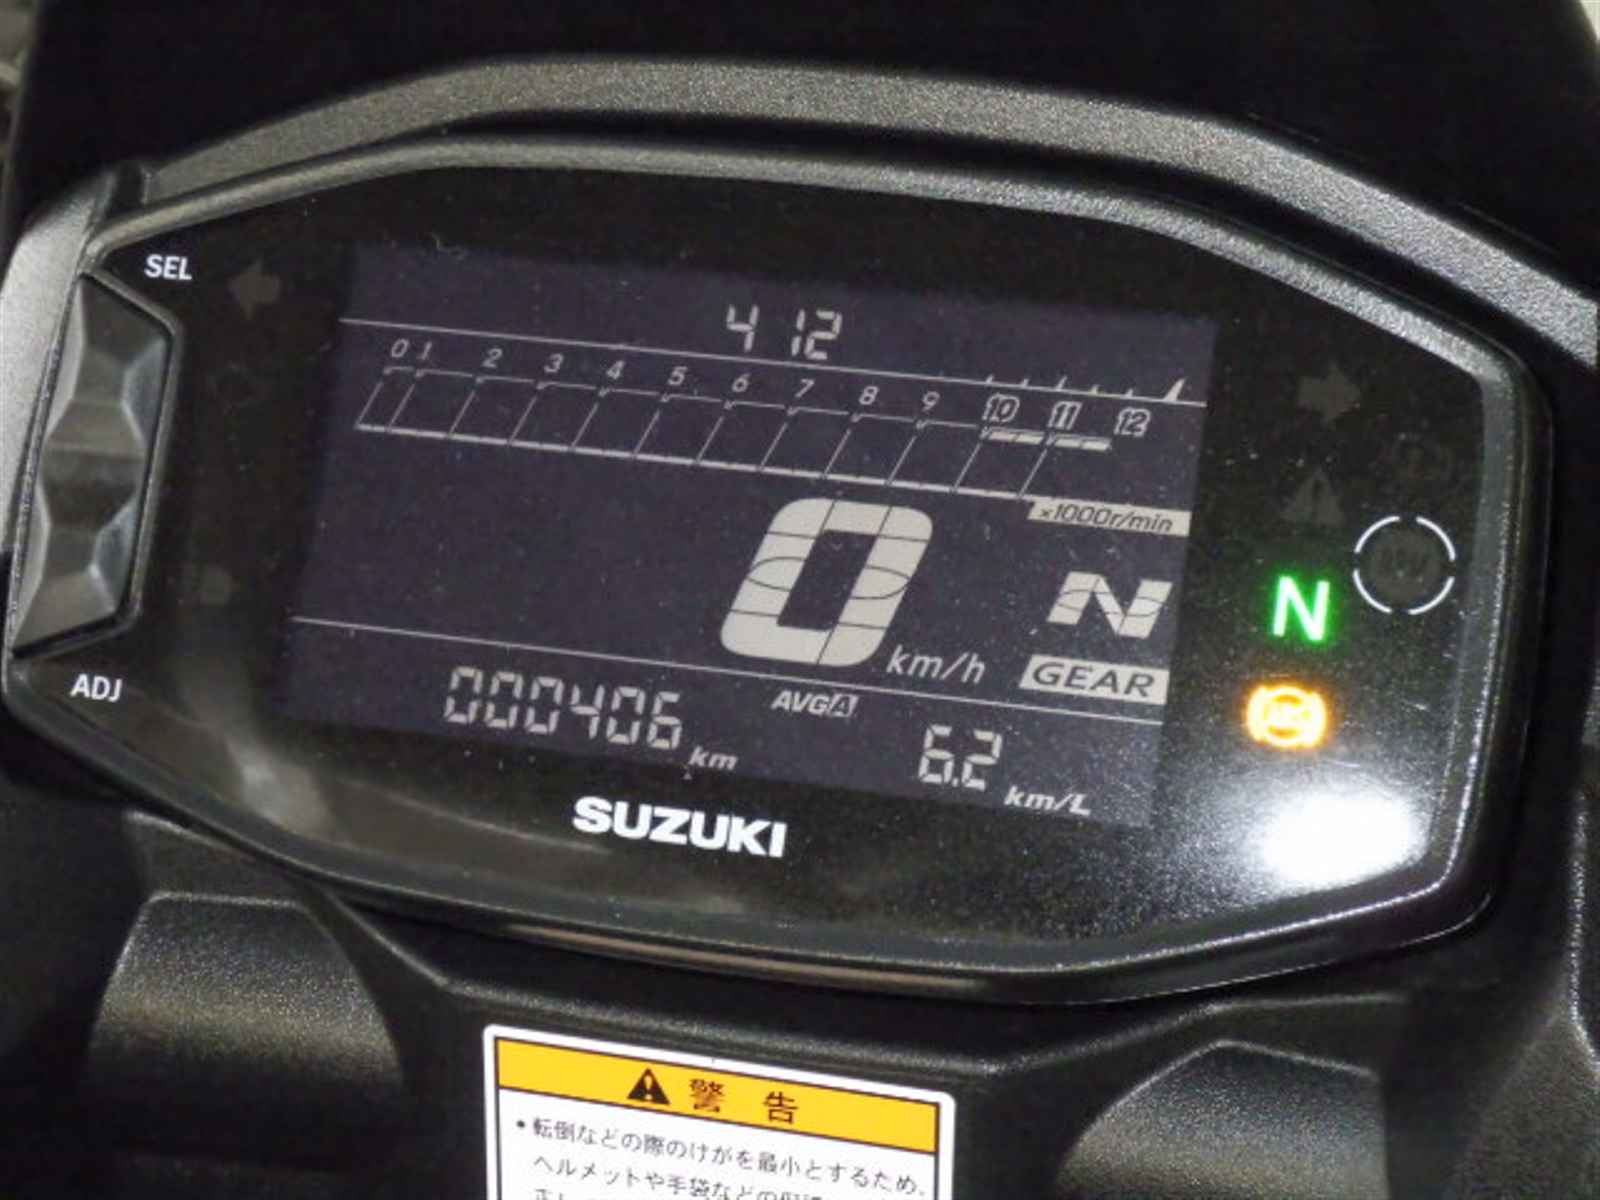 SEL
4 12
0 1 2 3 4 5 6 7 8 9 10 11 12
×1000r/min
0 km/h
N
GEAR
N
ABS
ADJ
000406 km
AVG A
6.2 km/L
SUZUKI
警告
•転倒などの際のけがを最小とするため、
ヘルメットや手袋などの